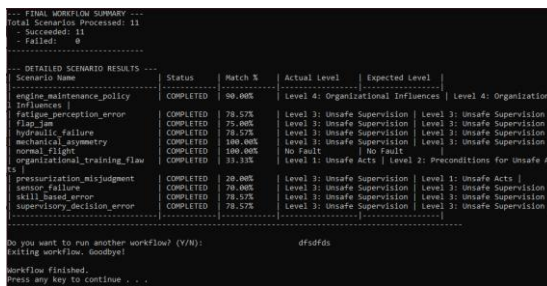 --- FINAL WORKFLOW SUMMARY ---
Total Scenarios Processed: 11
- Succeeded: 11
- Failed: 0
------------------------------
--- DETAILED SCENARIO RESULTS ---
| Scenario Name | Status | Match % | Actual Level | Expected Level |
|------------------------------|-----------|---------|-----------------|----------------|
| engine_maintenance_policy | COMPLETED | 90.00% | Level 4: Organizational Influences | Level 4: Organization
l Influences |
| fatigue_perception_error | COMPLETED | 78.57% | Level 3: Unsafe Supervision | Level 3: Unsafe Supervision
| flap_jam | COMPLETED | 75.00% | Level 3: Unsafe Supervision | Level 3: Unsafe Supervision
| hydraulic_failure | COMPLETED | 78.57% | Level 3: Unsafe Supervision | Level 3: Unsafe Supervision
| mechanical_asymmetry | COMPLETED | 100.00% | Level 3: Unsafe Supervision | Level 3: Unsafe Supervision
| normal_flight | COMPLETED | 100.00% | No Fault | No Fault |
| organizational_training_flaw | COMPLETED | 33.33% | Level 1: Unsafe Acts | Level 2: Preconditions for Unsafe A
ts |
| pressurization_misjudgment | COMPLETED | 20.00% | Level 3: Unsafe Supervision | Level 1: Unsafe Acts |
| sensor_failure | COMPLETED | 70.00% | Level 3: Unsafe Supervision | Level 3: Unsafe Supervision
| skill_based_error | COMPLETED | 78.57% | Level 3: Unsafe Supervision | Level 3: Unsafe Supervision
| supervisory_decision_error | COMPLETED | 78.57% | Level 3: Unsafe Supervision | Level 3: Unsafe Supervision
|------------------------------|-----------|---------|-----------------|----------------|
Do you want to run another workflow? (Y/N): dfsdfds
Exiting workflow. Goodbye!
Workflow finished.
Press any key to continue . . .